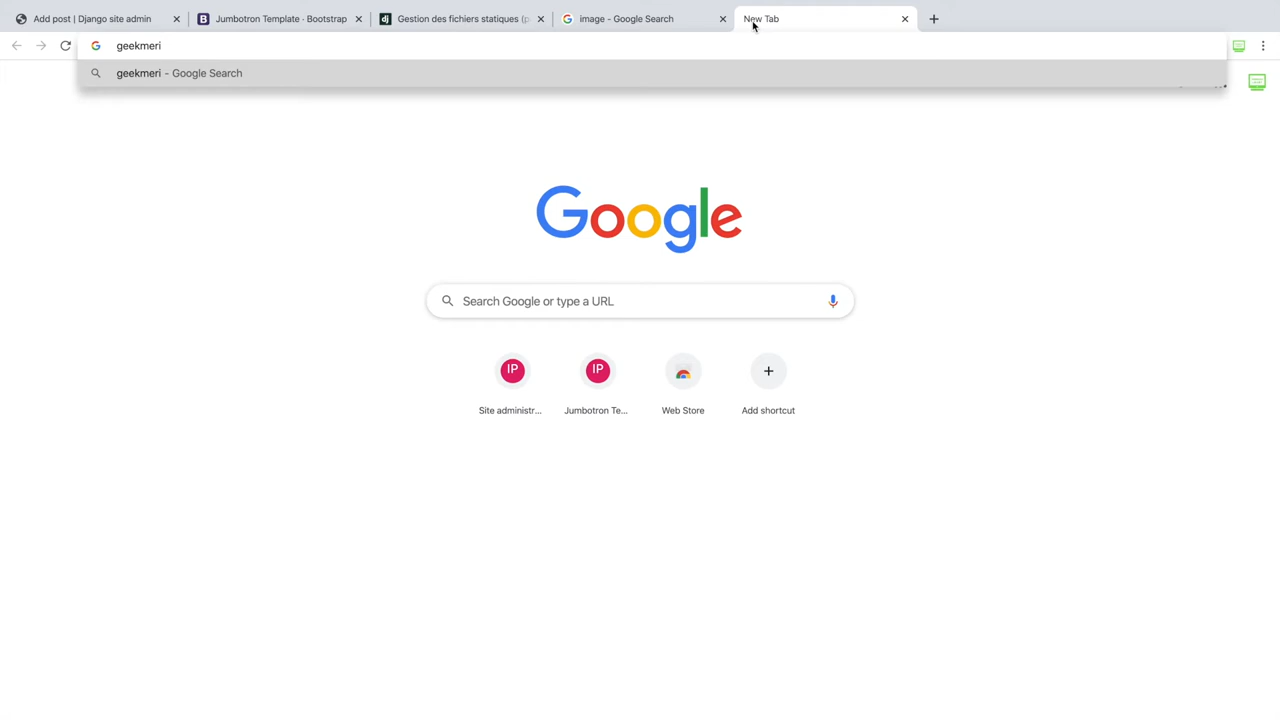 Add post | Django site admin
Jumbotron Template · Bootstrap
Gestion des fichiers statiques (p
image - Google Search
New Tab
geekmeri
geekmeri - Google Search
Google
Search Google or type a URL
IP
IP
Site administr...
Jumbotron Te...
Web Store
Add shortcut